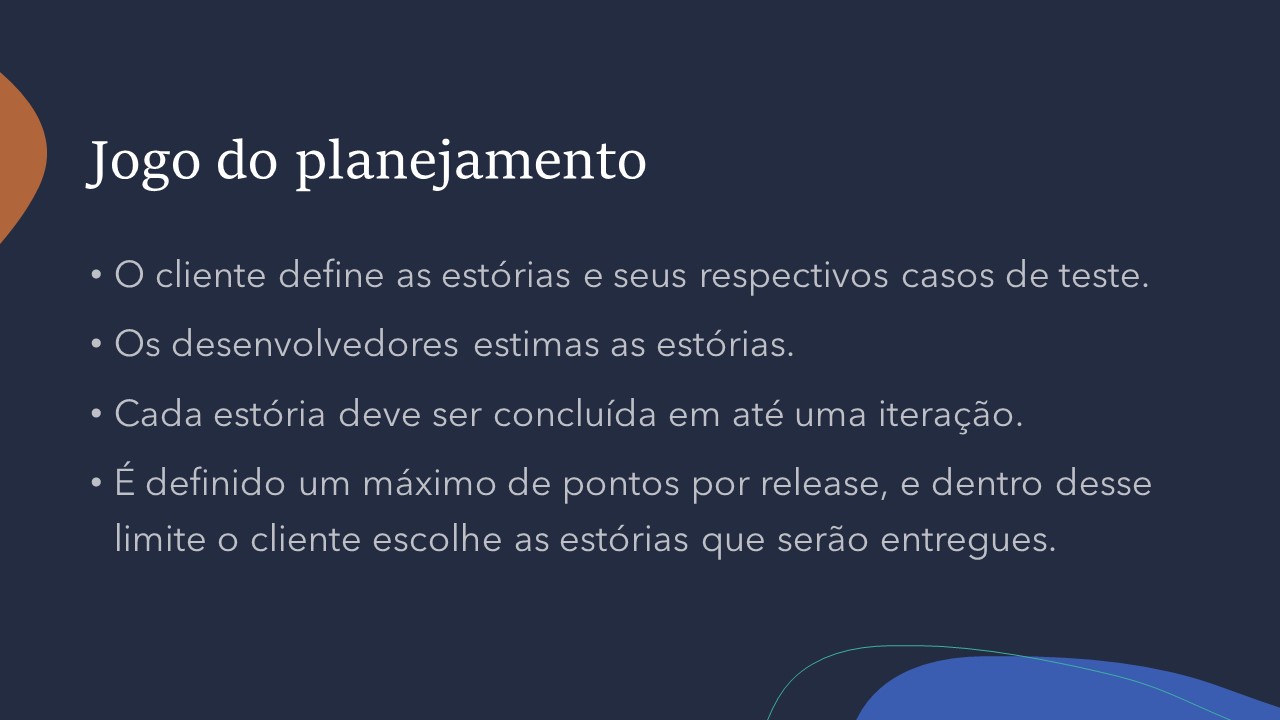 Jogo do planejamento
• O cliente define as estórias e seus respectivos casos de teste.
• Os desenvolvedores estimas as estórias.
• Cada estória deve ser concluída em até uma iteração.
• É definido um máximo de pontos por release, e dentro desse
limite o cliente escolhe as estórias que serão entregues.